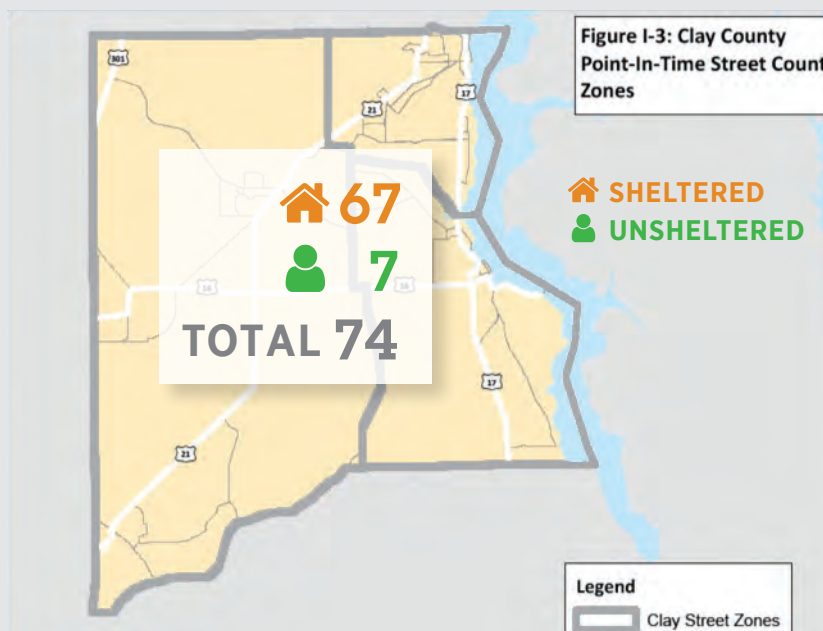 Figure I-3: Clay County
Point-In-Time Street Count
Zones
301
21
17
67
SHELTERED
7
UNSHELTERED
16
16
TOTAL 74
17
21
Legend
Clay Street Zones